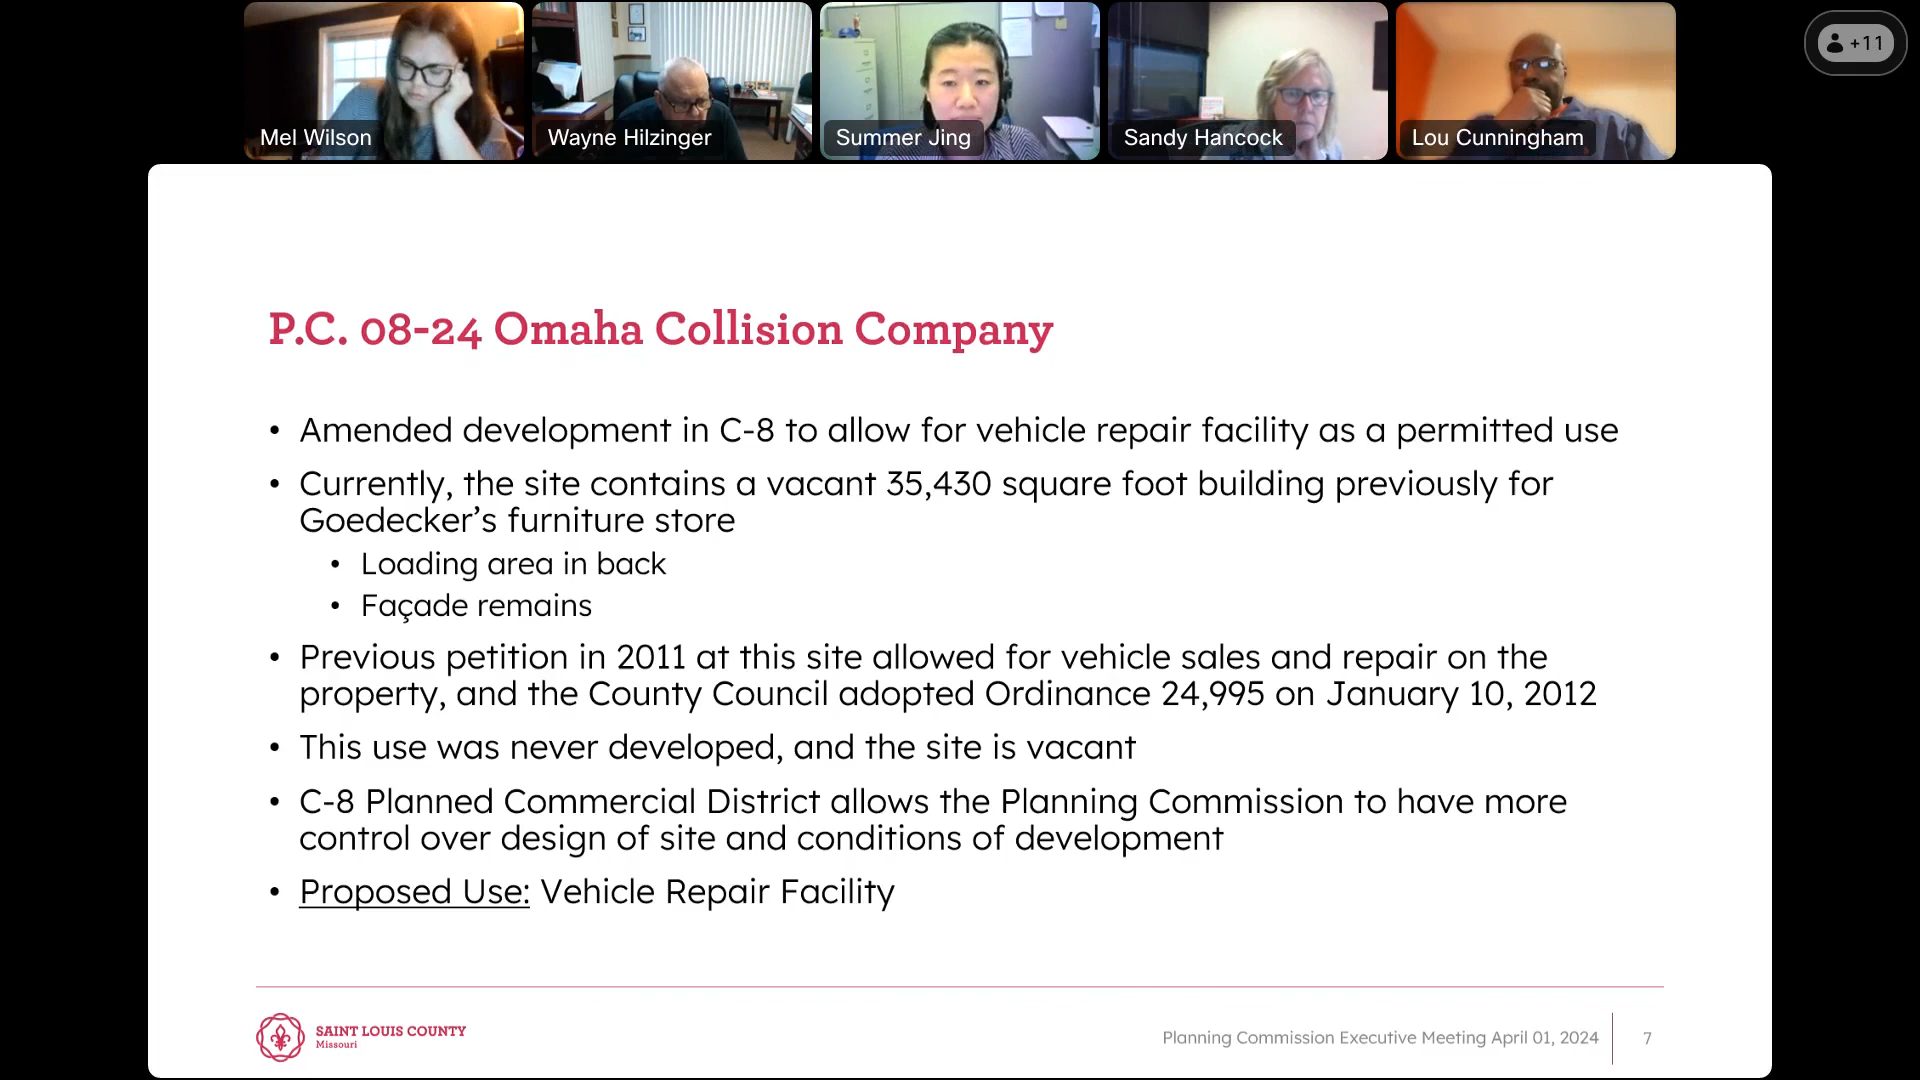 Mel Wilson
Wayne Hilzinger
Summer Jing
Sandy Hancock
Lou Cunningham
+11
P.C. 08-24 Omaha Collision Company
• Amended development in C-8 to allow for vehicle repair facility as a permitted use
• Currently, the site contains a vacant 35,430 square foot building previously for
Goedecker’s furniture store
• Loading area in back
• Façade remains
• Previous petition in 2011 at this site allowed for vehicle sales and repair on the
property, and the County Council adopted Ordinance 24,995 on January 10, 2012
• This use was never developed, and the site is vacant
• C-8 Planned Commercial District allows the Planning Commission to have more
control over design of site and conditions of development
• Proposed Use: Vehicle Repair Facility
SAINT LOUIS COUNTY
Missouri
Planning Commission Executive Meeting April 01, 2024
7